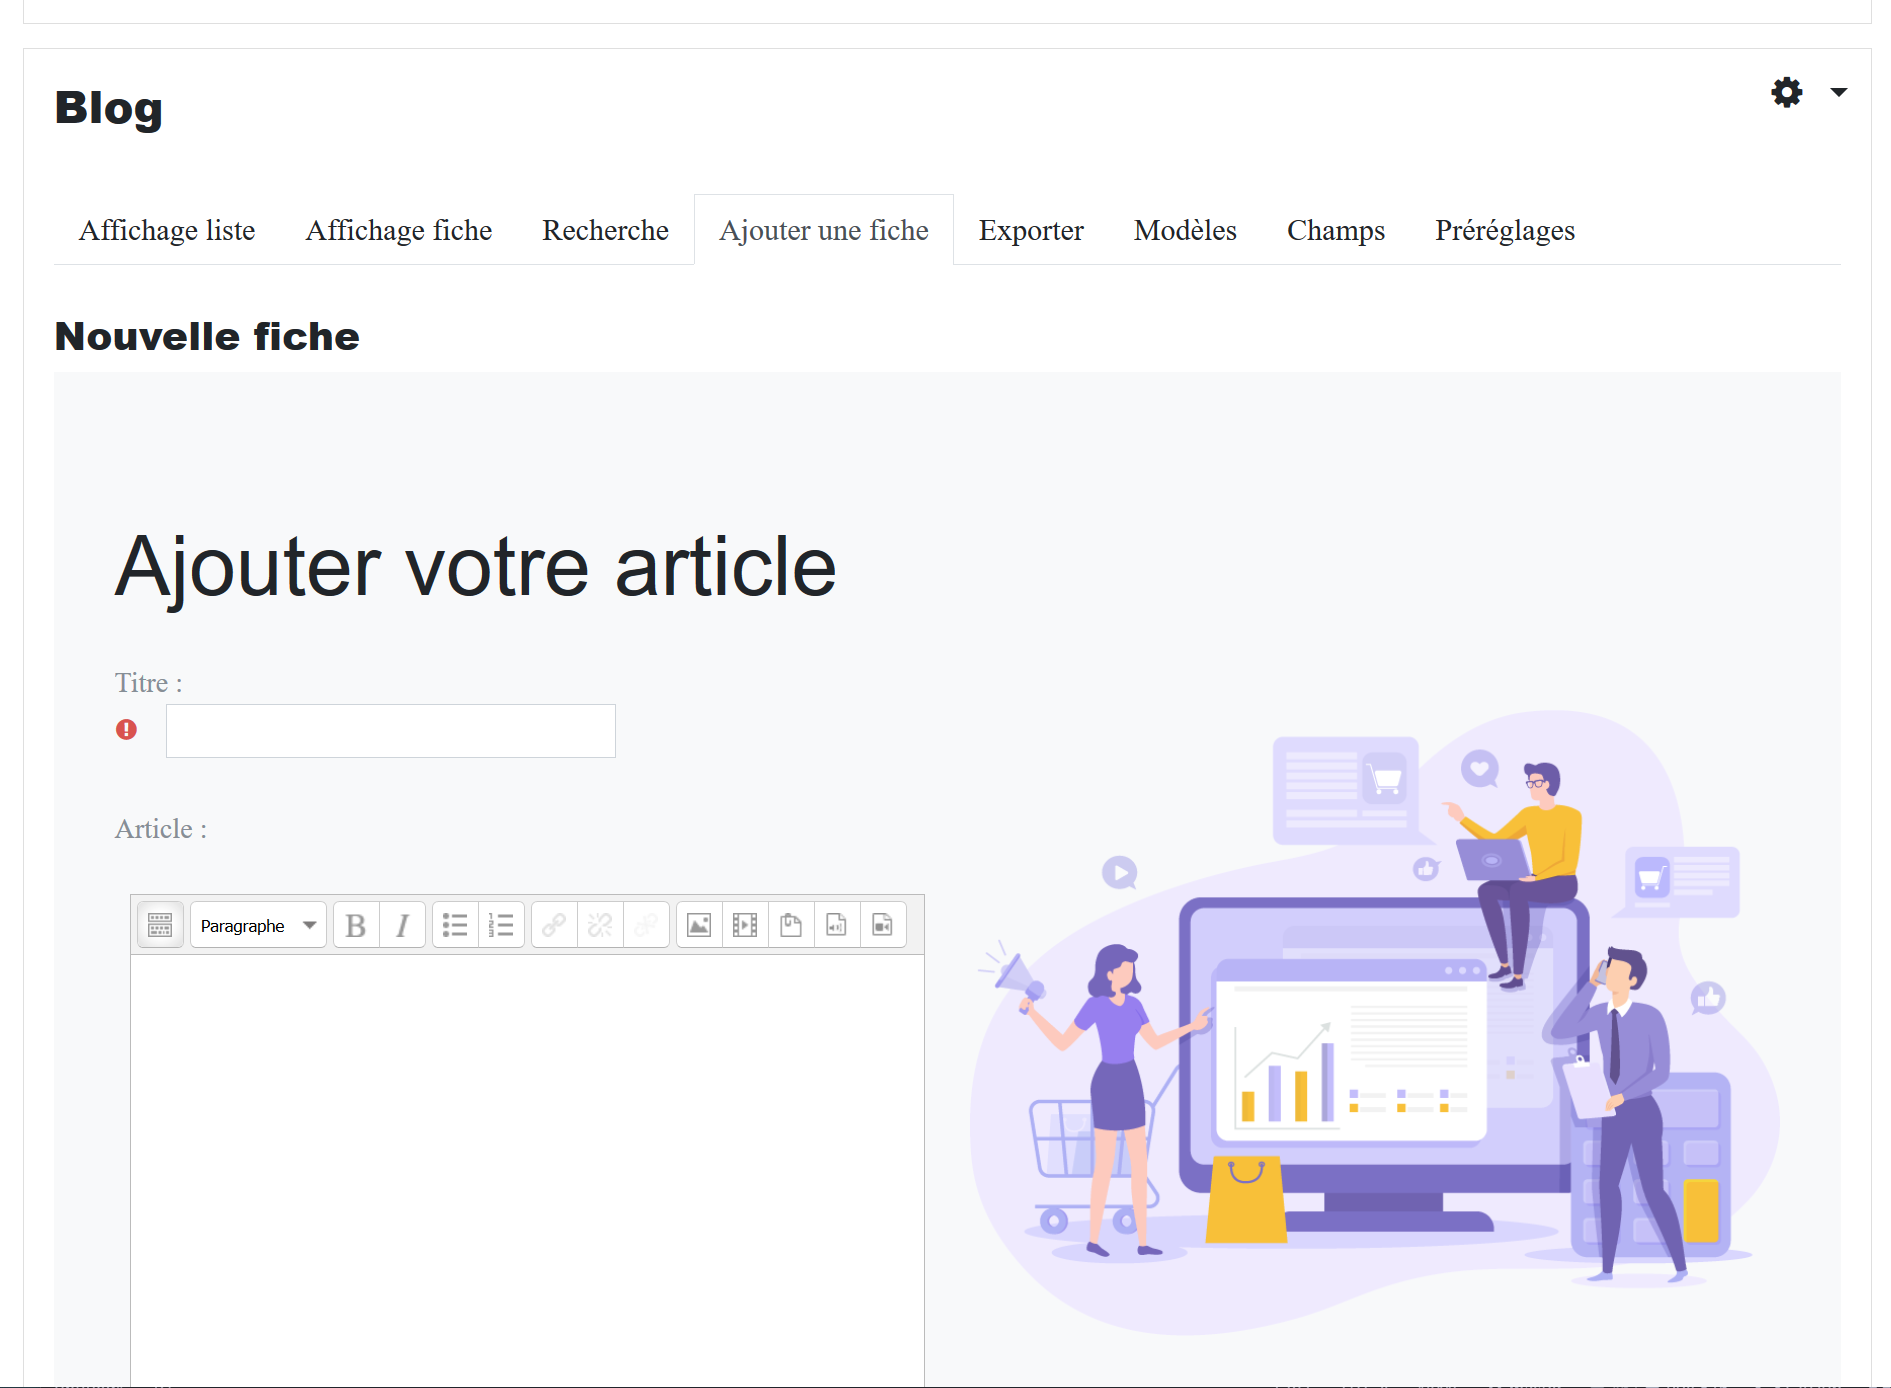 Blog
Affichage liste Affichage fiche Recherche Ajouter une fiche Exporter Modèles Champs Préréglages
Nouvelle fiche
Ajouter votre article
Titre :
Article :
Paragraphe B I